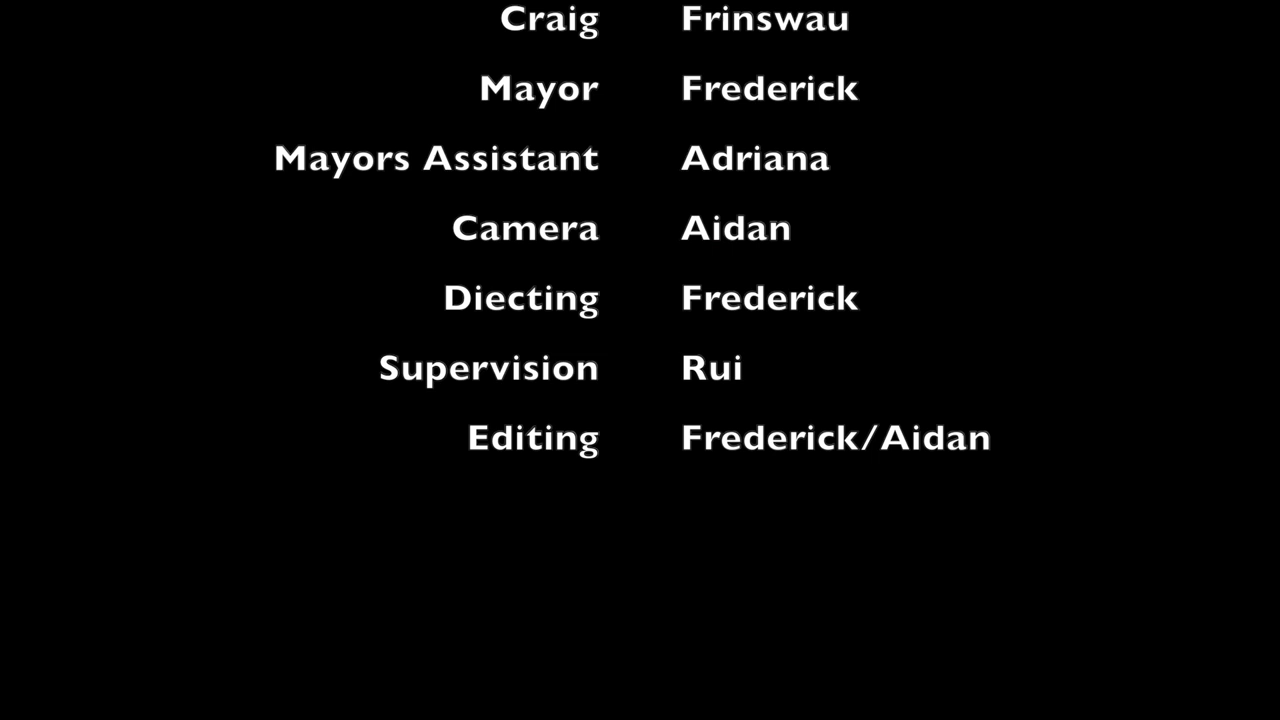 Craig Frinswau
Mayor Frederick
Mayors Assistant Adriana
Camera Aidan
Diecting Frederick
Supervision Rui
Editing Frederick/Aidan